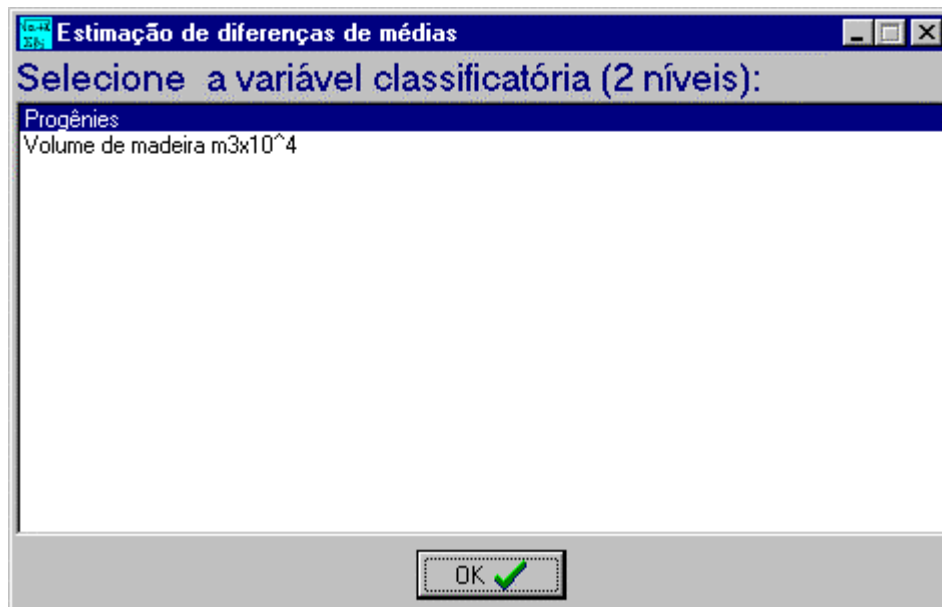 Estimação de diferenças de médias
Selecione a variável classificatória (2 níveis):
Progênies
Volume de madeira m3x10^4
OK